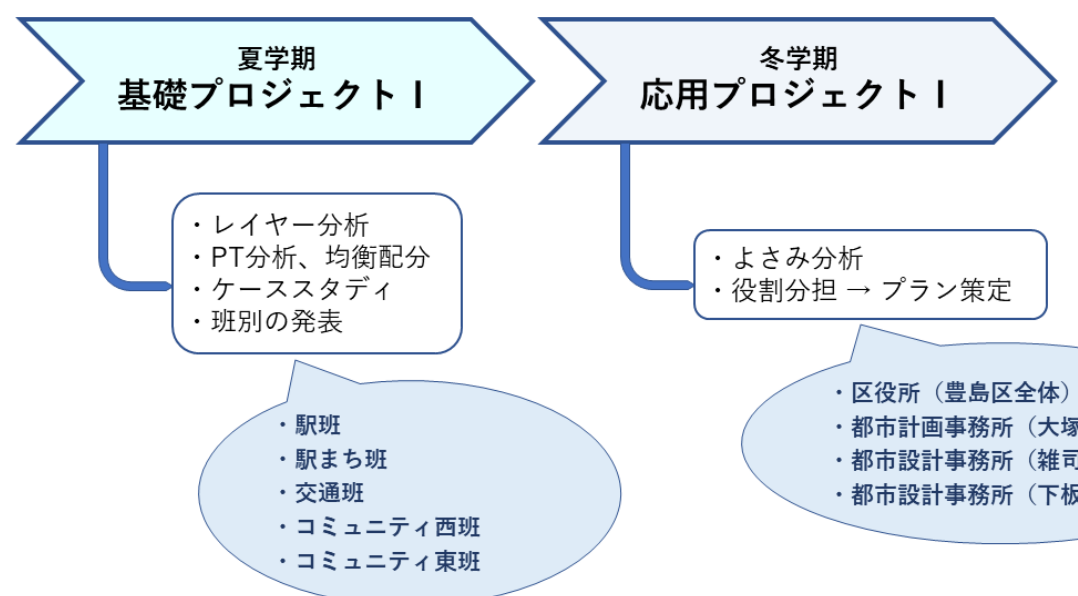 夏学期
基礎プロジェクトⅠ
・レイヤー分析
・PT分析、均衡配分
・ケーススタディ
・班別の発表
・駅班
・駅まち班
・交通班
・コミュニティ西班
・コミュニティ東班
冬学期
応用プロジェクトⅠ
・よさみ分析
・役割分担 → プラン策定
・区役所（豊島区全体）
・都市計画事務所（大塚
・都市設計事務所（雑司
・都市設計事務所（下板